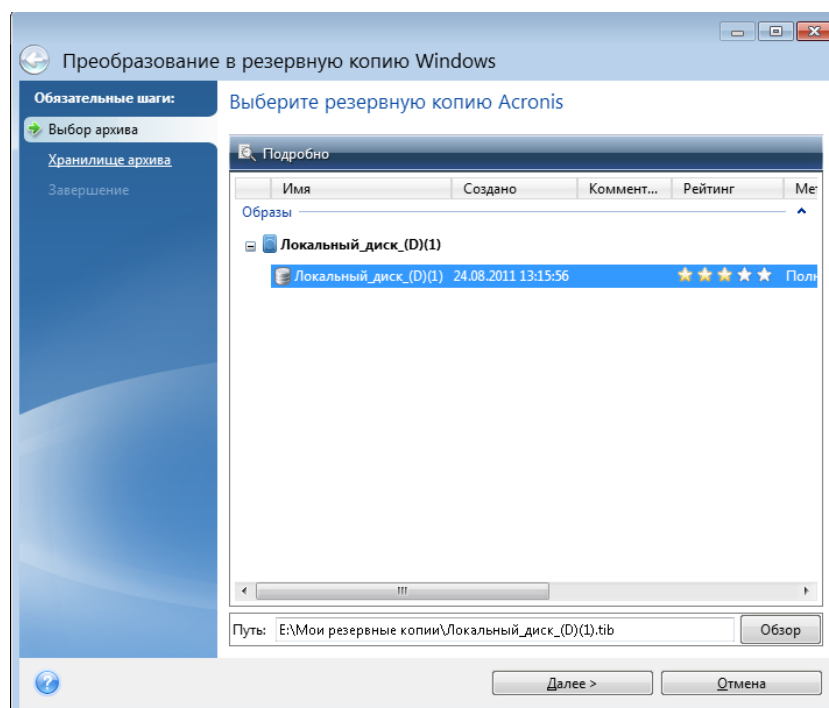 Преобразование в резервную копию Windows
Обязательные шаги:
Выбор архива
Хранилище архива
Завершение
Выберите резервную копию Acronis
Подробно
Имя Создано Коммент... Рейтинг
Образы
Локальный_диск_(D)(1)
Локальный_диск_(D)(1) 24.08.2011 13:15:56
Путь: E:\Мои резервные копии\Локальный_диск_(D)(1).tib Обзор
Далее > Отмена